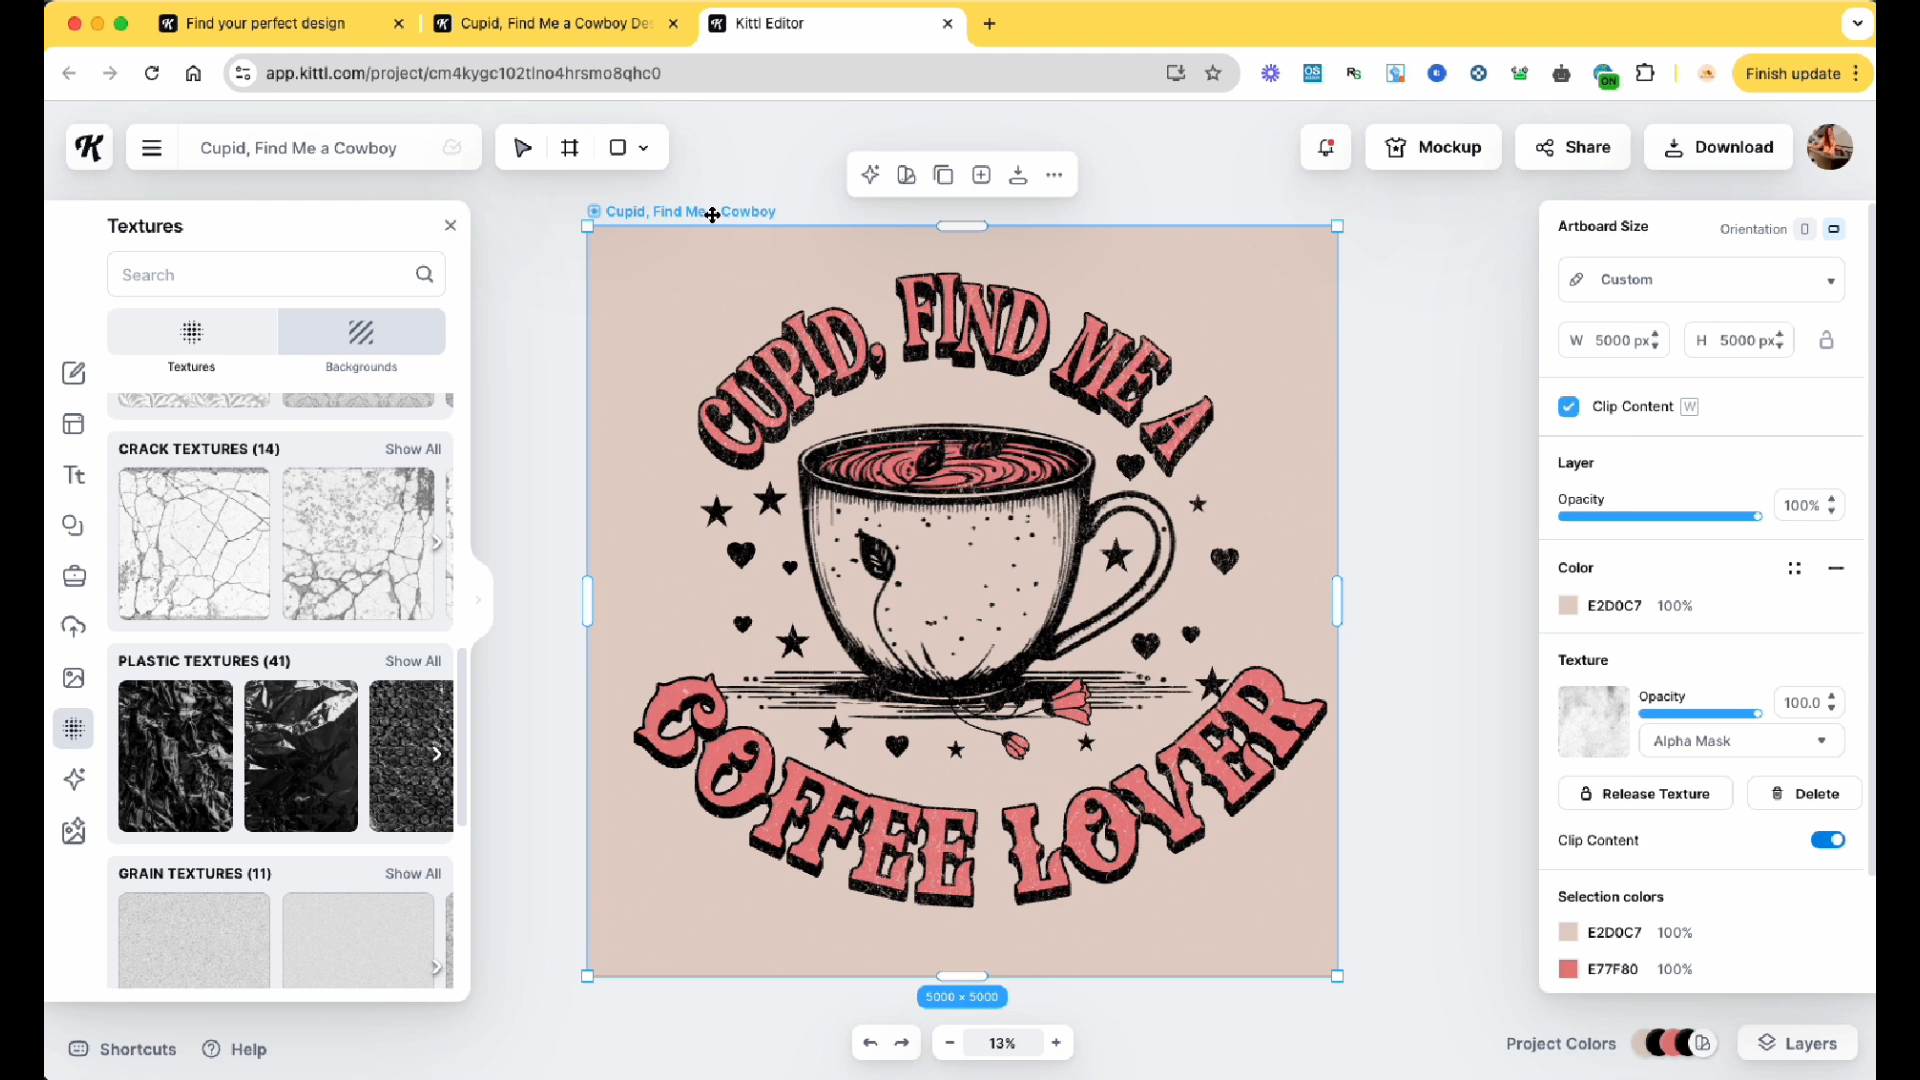 Find your perfect design
Cupid, Find Me a Cowboy De
Kittl Editor
app.kittl.com/project/cm4kygc102tlno4hrsmo8qhc0
Finish update
Cupid, Find Me a Cowboy
Mockup
Share
Download
Textures
Search
Textures
Backgrounds
CRACK TEXTURES (14)
Show All
PLASTIC TEXTURES (41)
Show All
GRAIN TEXTURES (11)
Show All
Cupid, Find Me Cowboy
CUPID, FIND ME A
COFFEE LOVER
5000 × 5000
Artboard Size
Orientation
Custom
W 5000 px
H 5000 px
Clip Content W
Layer
Opacity
100%
Color
E2D0C7 100%
Texture
Opacity
100.0
Alpha Mask
Release Texture
Delete
Clip Content
Selection colors
E2D0C7 100%
E77F80 100%
Shortcuts
Help
13%
Project Colors
Layers